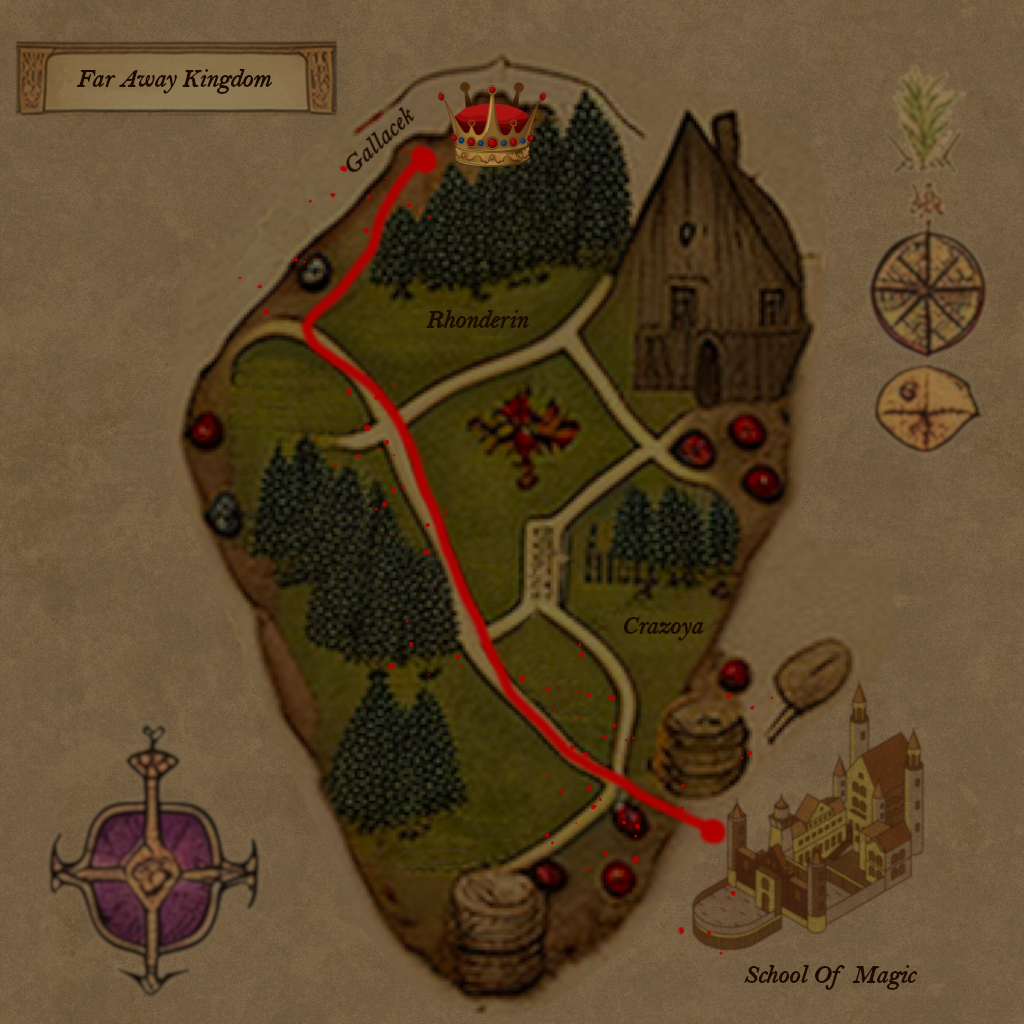 Far Away Kingdom
Gallacek
Rhonderin
Crazoya
School Of Magic